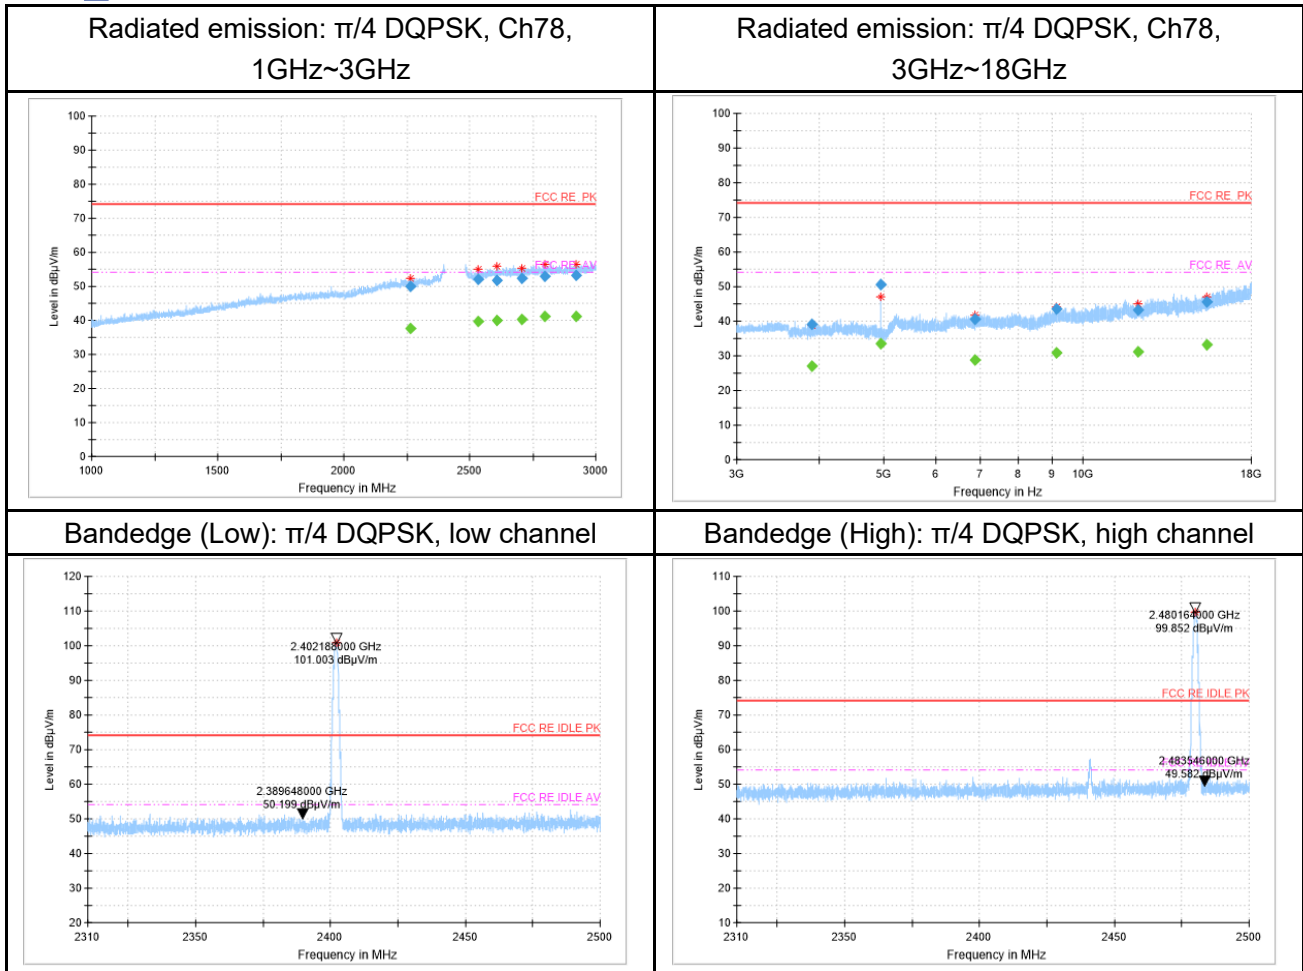 Radiated emission: π/4 DQPSK, Ch78,
1GHz~3GHz
Radiated emission: π/4 DQPSK, Ch78,
3GHz~18GHz
100
90
80
70
60
50
40
30
20
10
0
Level in dBµV/m
FCC RE PK
FCC RE AV
1000
1500
2000
2500
3000
Frequency in MHz
100
90
80
70
60
50
40
30
20
10
0
Level in dBµV/m
FCC RE PK
FCC RE AV
3G
5G
6
7
8
9
10G
18G
Frequency in Hz
Bandedge (Low): π/4 DQPSK, low channel
Bandedge (High): π/4 DQPSK, high channel
120
110
100
90
80
70
60
50
40
30
20
Level in dBµV/m
2.402188000 GHz
101.003 dBµV/m
FCC RE IDLE PK
2.389648000 GHz
50.199 dBµV/m
FCC RE IDLE AV
2310
2350
2400
2450
2500
Frequency in MHz
110
100
90
80
70
60
50
40
30
20
10
Level in dBµV/m
2.480164000 GHz
99.852 dBµV/m
FCC RE IDLE PK
2.483546000 GHz
49.582 dBµV/m
2310
2350
2400
2450
2500
Frequency in MHz